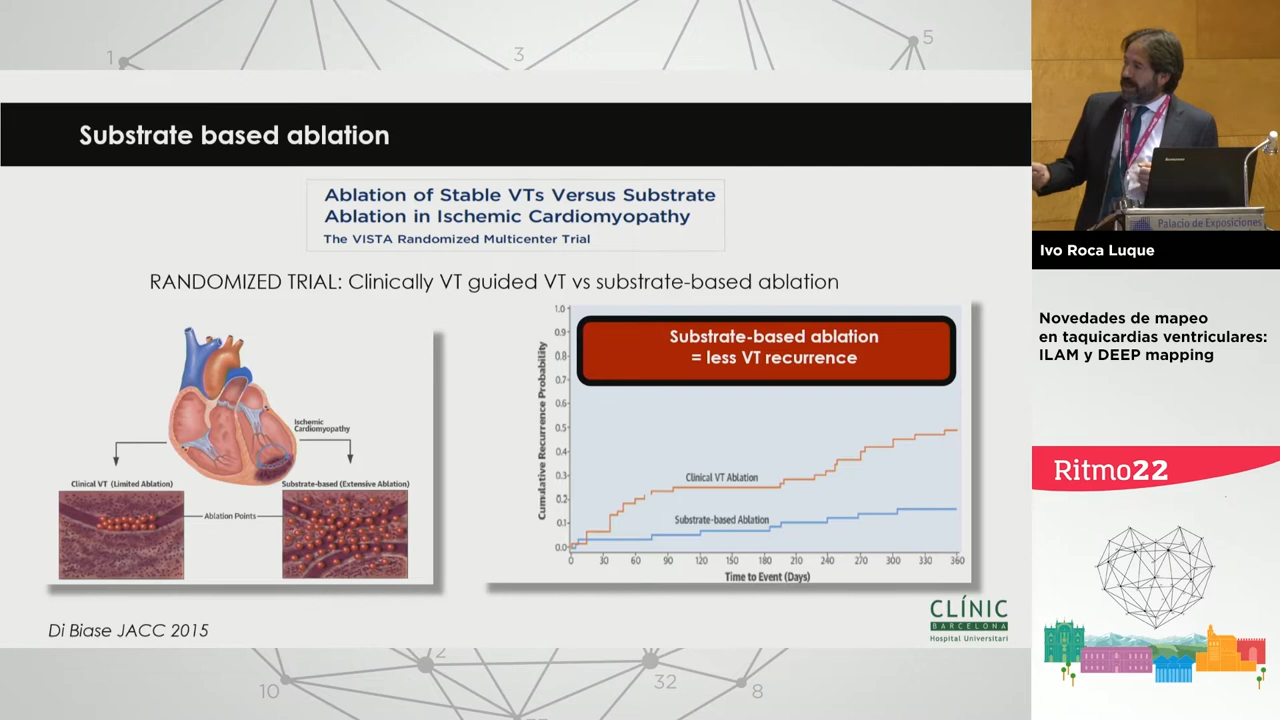 1
3
5
Substrate based ablation
Ablation of Stable VTs Versus Substrate
Ablation in Ischemic Cardiomyopathy
The VISTA Randomized Multicenter Trial
RANDOMIZED TRIAL: Clinically VT guided VT vs substrate-based ablation
Ischemic
Cardiomyopathy
Clinical VT (Limited Ablation)
Substrate-based (Extensive Ablation)
Ablation Points
Cumulative Recurrence Probability
1.0
0.9
0.8
0.7
0.6
0.5
0.4
0.3
0.2
0.1
0.0
Substrate-based ablation
= less VT recurrence
Clinical VT Ablation
Substrate-based Ablation
0 30 60 90 120 150 180 210 240 270 300 330 360
Time to Event (Days)
Di Biase JACC 2015
CLÍNIC
BARCELONA
Hospital Universitari
10
2
32
8
lenovo
Palacio de Exposiciones
Ivo Roca Luque
Novedades de mapeo
en taquicardias ventriculares:
ILAM y DEEP mapping
Ritmo22